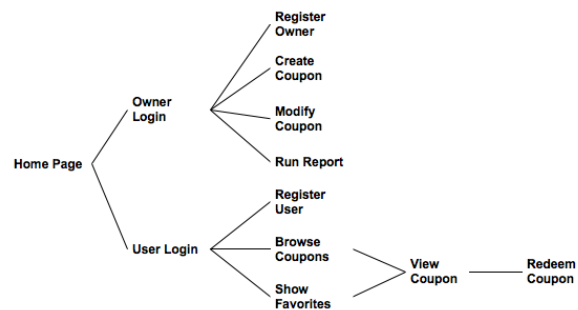 Register
Owner
Create
Coupon
Owner
Login
Modify
Coupon
Run Report
Home Page
Register
User
User Login
Browse
Coupons
View
Coupon
Redeem
Coupon
Show
Favorites